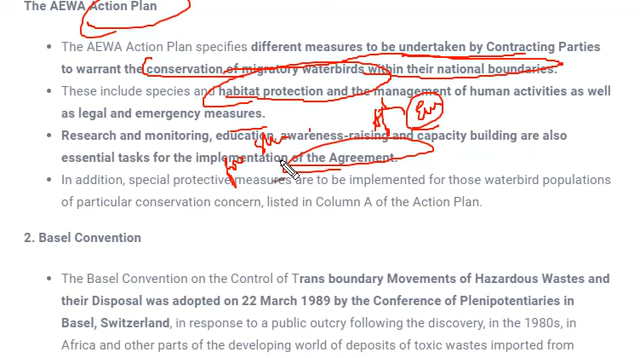 The AEWA Action Plan
The AEWA Action Plan specifies different measures to be undertaken by Contracting Parties
to warrant the conservation of migratory waterbirds within their national boundaries.
These include species and habitat protection and the management of human activities as well
as legal and emergency measures.
Research and monitoring, education, awareness-raising and capacity building are also
essential tasks for the implementation of the Agreement.
In addition, special protective measures are to be implemented for those waterbird populations
of particular conservation concern, listed in Column A of the Action Plan.
2. Basel Convention
The Basel Convention on the Control of Trans boundary Movements of Hazardous Wastes and
their Disposal was adopted on 22 March 1989 by the Conference of Plenipotentiaries in
Basel, Switzerland, in response to a public outcry following the discovery, in the 1980s, in
Africa and other parts of the developing world of deposits of toxic wastes imported from